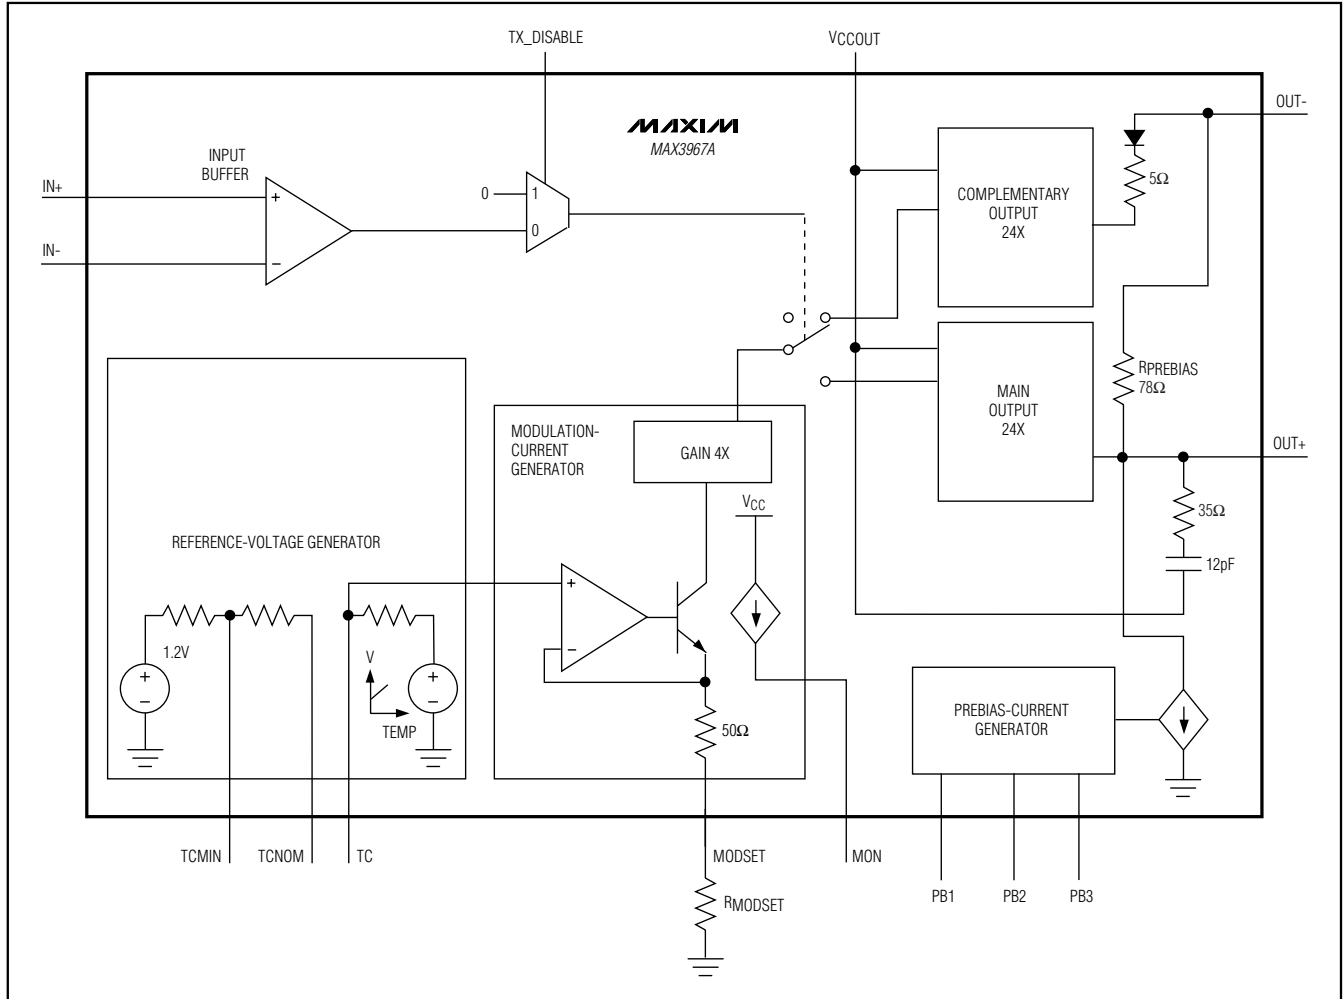 TX_DISABLE
VCCOUT
MAXIM
MAX3967A
OUT-
INPUT
BUFFER
IN+
IN-
+
−
0
1
0
COMPLEMENTARY
OUTPUT
24X
5Ω
RPREBIAS
78Ω
MAIN
OUTPUT
24X
OUT+
35Ω
12pF
MODULATION-
CURRENT
GENERATOR
GAIN 4X
VCC
REFERENCE-VOLTAGE GENERATOR
+
−
1.2V
+
−
V
TEMP
+
−
50Ω
PREBIAS-CURRENT
GENERATOR
TCMIN
TCNOM
TC
MODSET
MON
RMODSET
PB1
PB2
PB3